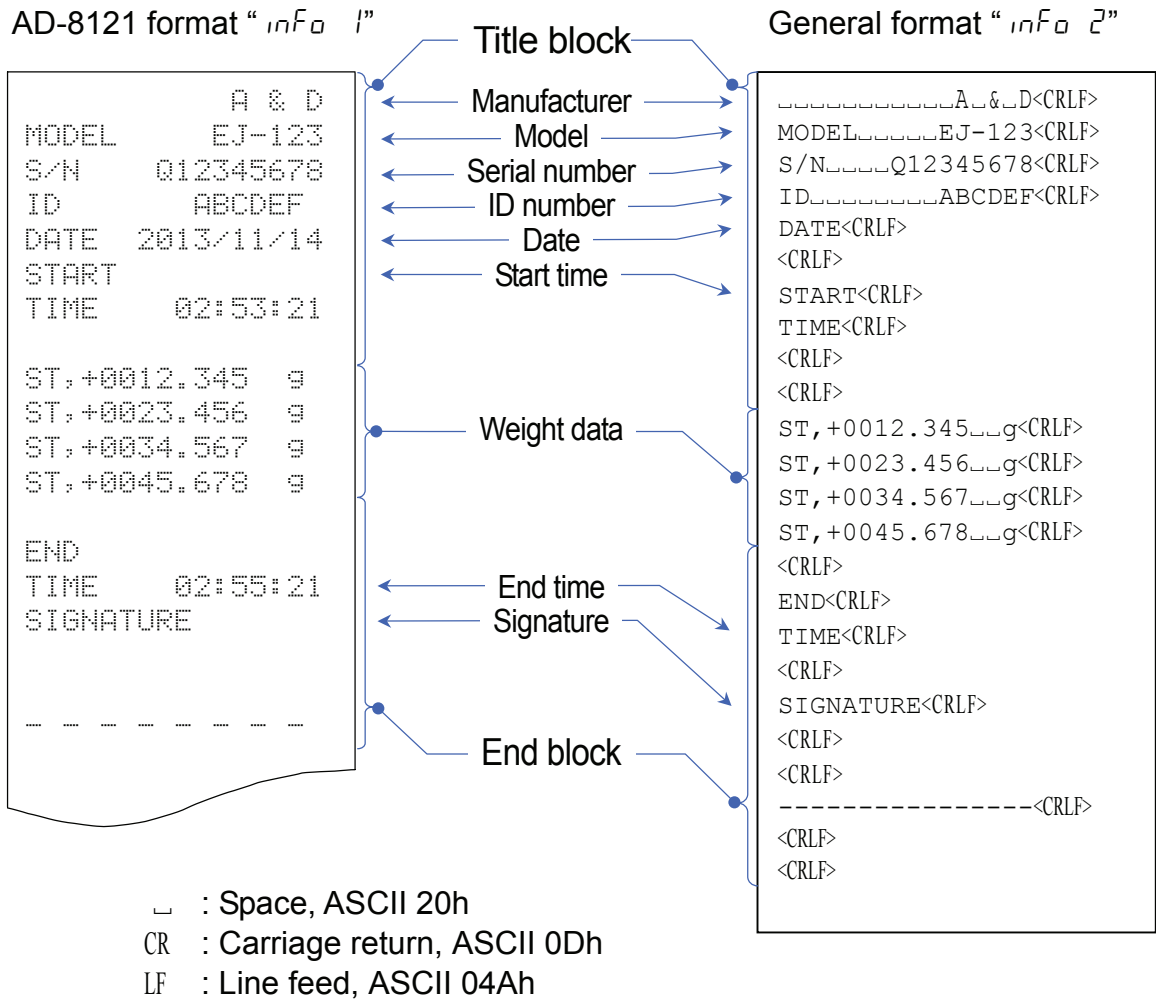 AD-8121 format “ info 1”
A & D
MODEL EJ-123
S/N Q12345678
ID ABCDEF
DATE 2013/11/14
START
TIME 02:53:21
ST,+0012.345 g
ST,+0023.456 g
ST,+0034.567 g
ST,+0045.678 g
END
TIME 02:55:21
SIGNATURE
_ _ _ _ _ _ _ _ _
Title block
Manufacturer
Model
Serial number
ID number
Date
Start time
Weight data
End time
Signature
End block
General format “ info 2”
␣␣␣␣␣␣␣␣␣␣␣A␣&␣D<CRLF>
MODEL␣␣␣␣␣EJ-123<CRLF>
S/N␣␣␣␣Q12345678<CRLF>
ID␣␣␣␣␣␣␣␣ABCDEF<CRLF>
DATE<CRLF>
<CRLF>
START<CRLF>
TIME<CRLF>
<CRLF>
<CRLF>
ST,+0012.345␣␣g<CRLF>
ST,+0023.456␣␣g<CRLF>
ST,+0034.567␣␣g<CRLF>
ST,+0045.678␣␣g<CRLF>
<CRLF>
END<CRLF>
TIME<CRLF>
<CRLF>
SIGNATURE<CRLF>
<CRLF>
<CRLF>
----------------<CRLF>
<CRLF>
<CRLF>
␣ : Space, ASCII 20h
CR : Carriage return, ASCII 0Dh
LF : Line feed, ASCII 04Ah